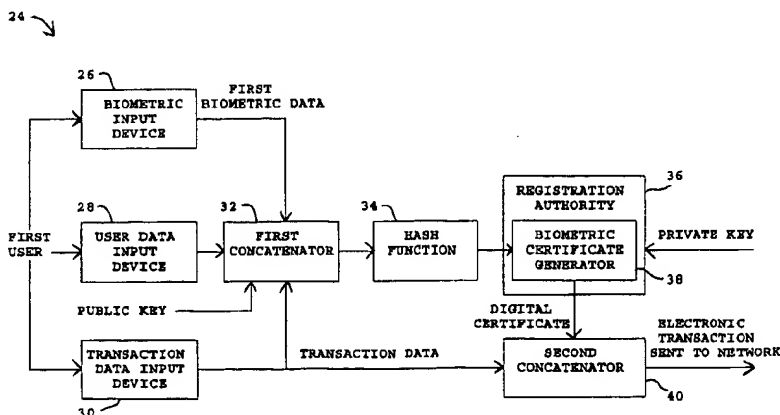 24
26
BIOMETRIC
INPUT
DEVICE
FIRST
BIOMETRIC DATA
28
USER DATA
INPUT
DEVICE
FIRST
USER
32
FIRST
CONCATENATOR
34
HASH
FUNCTION
36
REGISTRATION
AUTHORITY
BIOMETRIC
CERTIFICATE
GENERATOR
38
PRIVATE KEY
PUBLIC KEY
DIGITAL
CERTIFICATE
ELECTRONIC
TRANSACTION
SENT TO NETWORK
TRANSACTION
DATA INPUT
DEVICE
30
TRANSACTION DATA
SECOND
CONCATENATOR
40